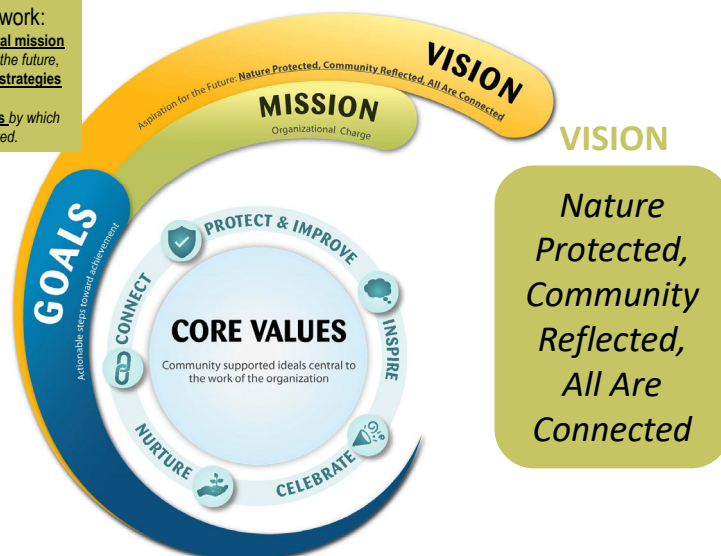 work:
al mission
the future,
strategies
by which
VISION
Aspiration for the Future: Nature Protected, Community Reflected, All Are Connected
MISSION
Organizational Charge
GOALS
Actionable steps toward achievement
PROTECT & IMPROVE
INSPIRE
CELEBRATE
NURTURE
CONNECT
CORE VALUES
Community supported ideals central to
the work of the organization
VISION
Nature
Protected,
Community
Reflected,
All Are
Connected